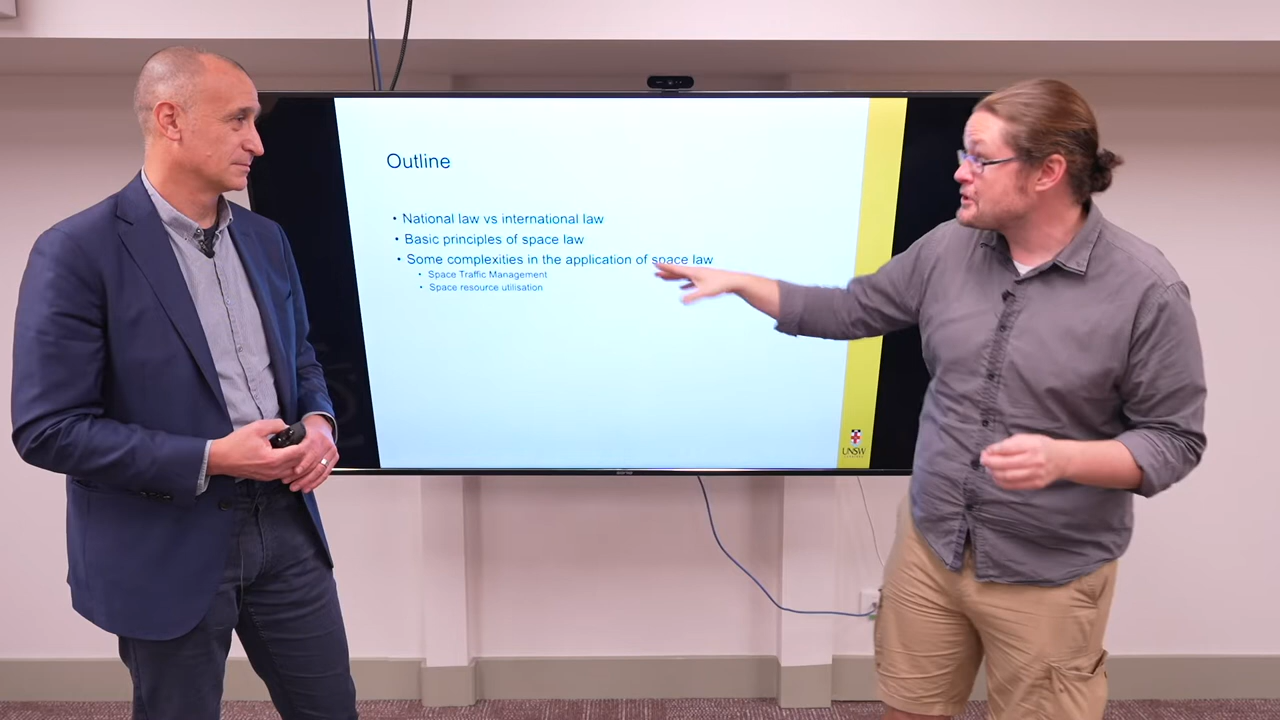 Outline
• National law vs international law
• Basic principles of space law
• Some complexities in the application of space law
• Space Traffic Management
• Space resource utilisation
UNSW